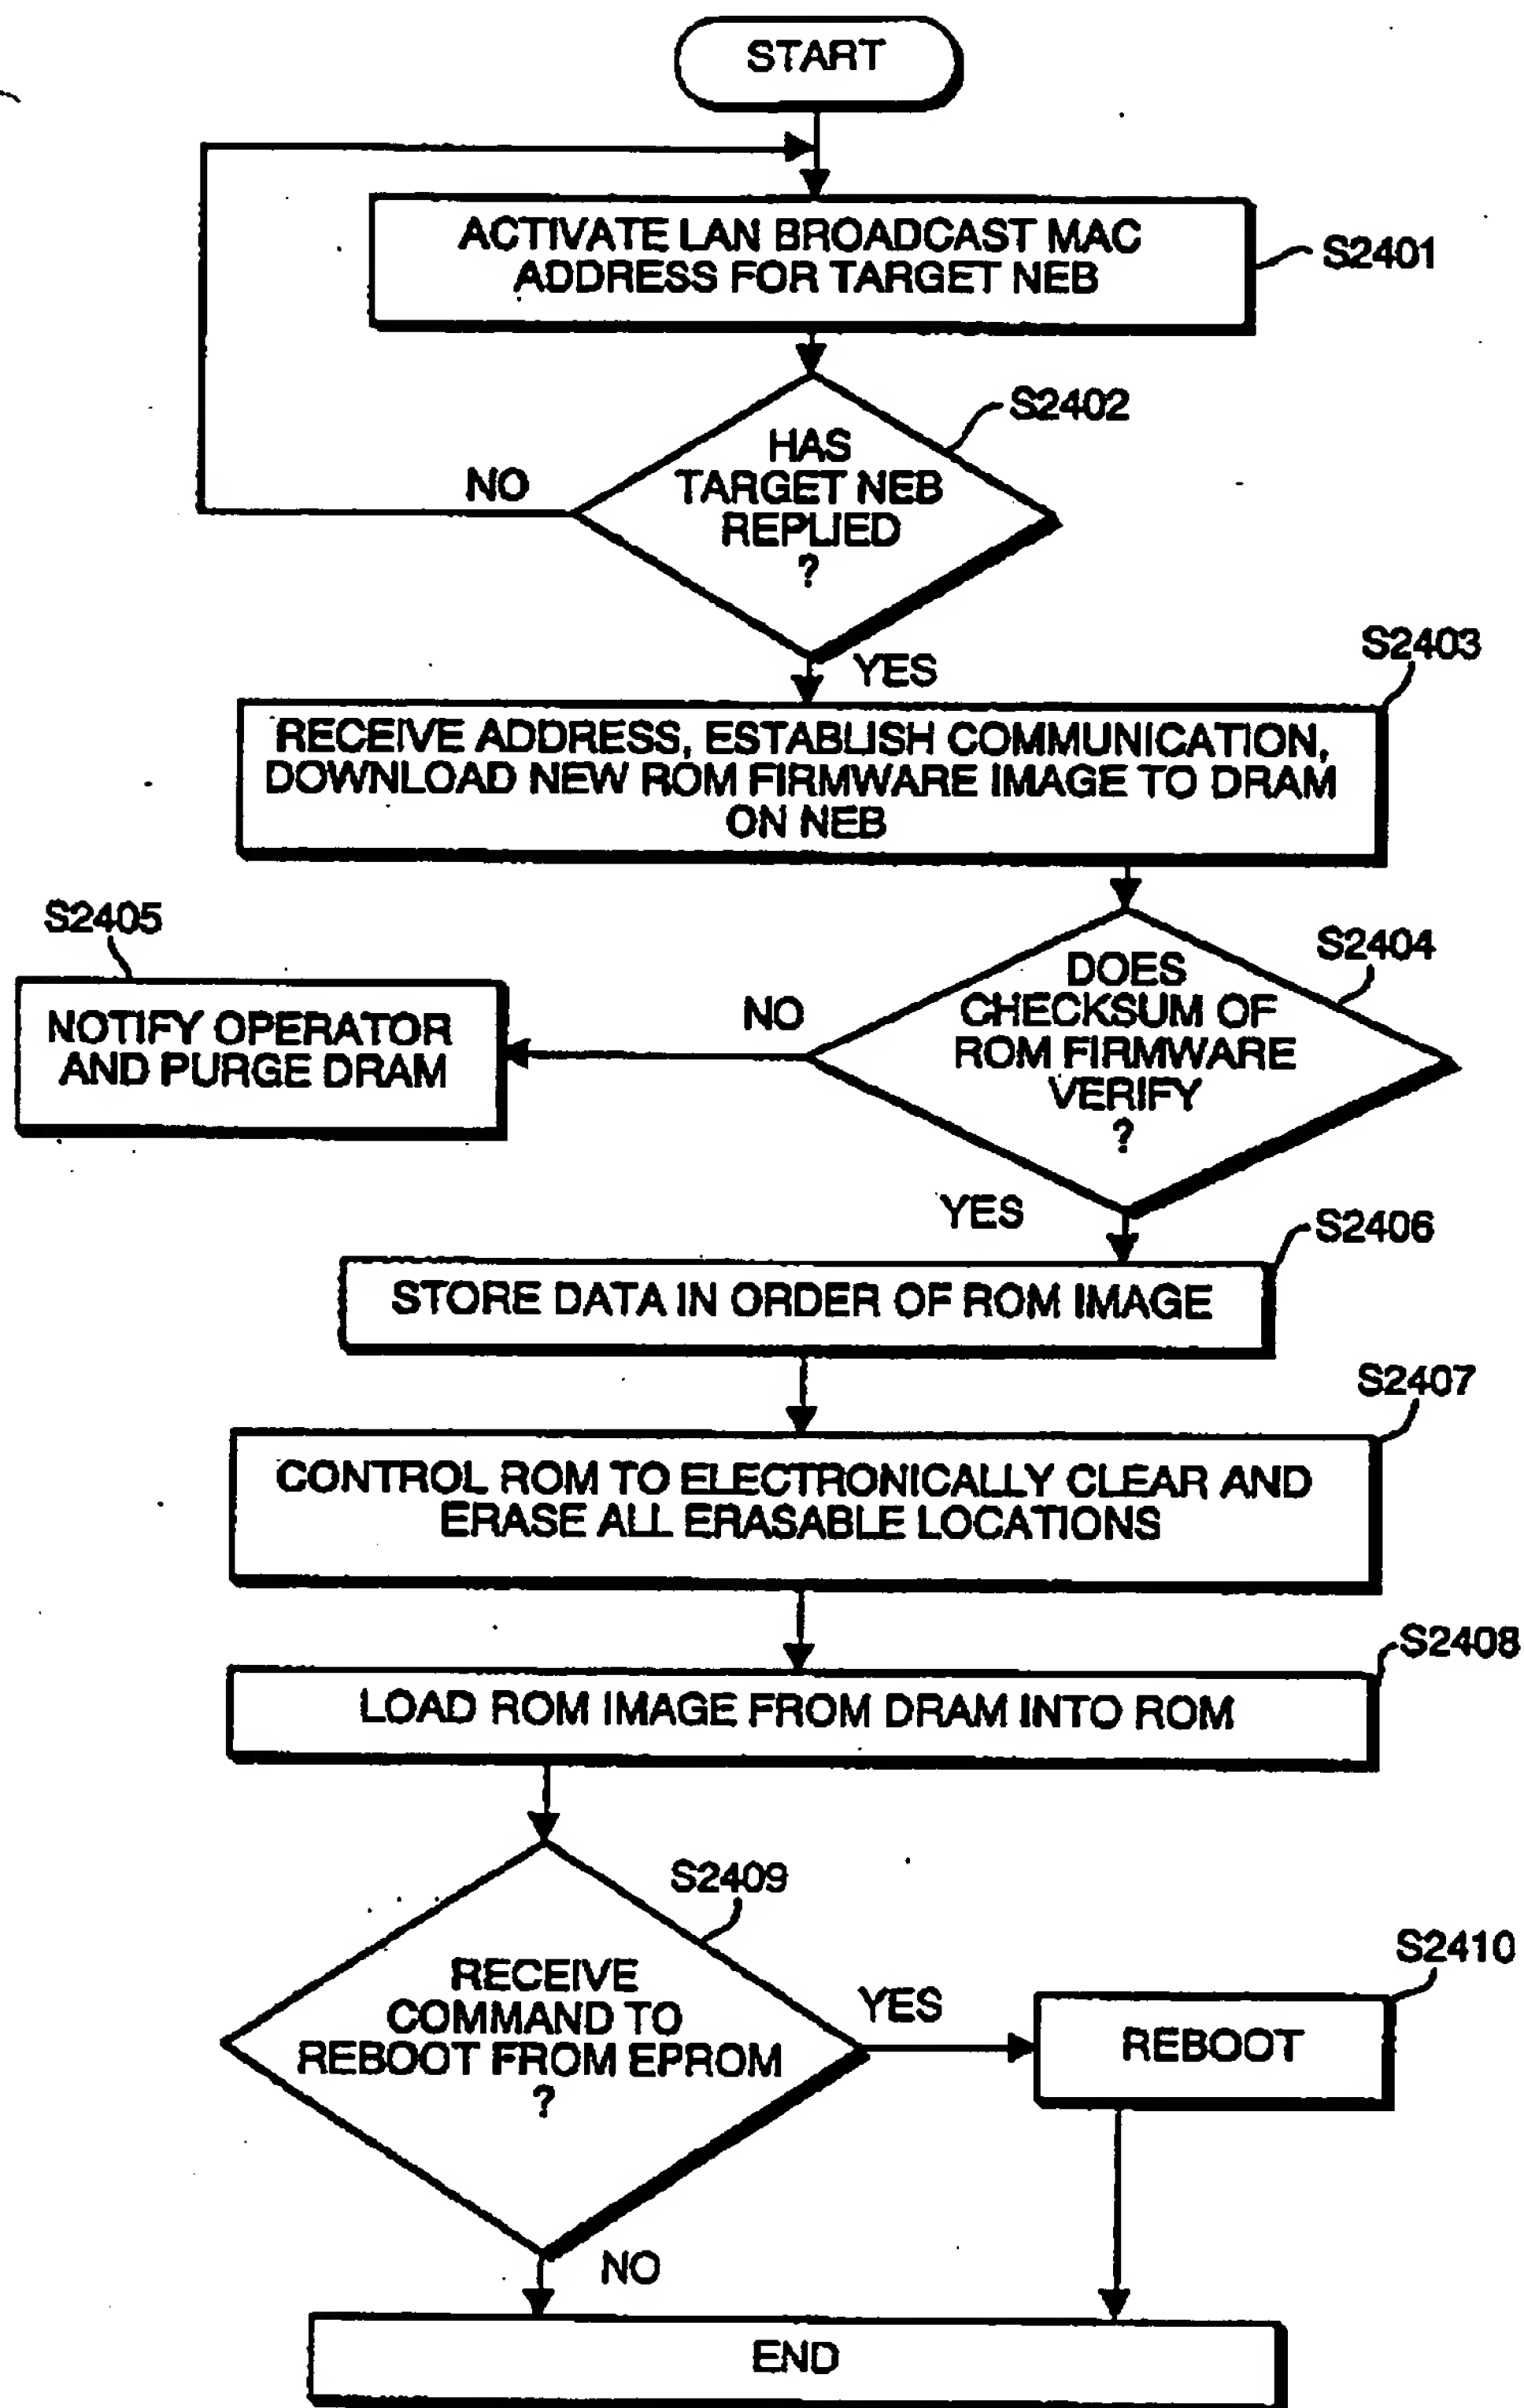 START
ACTIVATE LAN BROADCAST MAC
ADDRESS FOR TARGET NEB
S2401
S2402
HAS
TARGET NEB
REPLIED
?
NO
YES
S2403
RECEIVE ADDRESS, ESTABLISH COMMUNICATION,
DOWNLOAD NEW ROM FIRMWARE IMAGE TO DRAM
ON NEB
S2405
NOTIFY OPERATOR
AND PURGE DRAM
NO
S2404
DOES
CHECKSUM OF
ROM FIRMWARE
VERIFY
?
YES
S2406
STORE DATA IN ORDER OF ROM IMAGE
S2407
CONTROL ROM TO ELECTRONICALLY CLEAR AND
ERASE ALL ERASABLE LOCATIONS
S2408
LOAD ROM IMAGE FROM DRAM INTO ROM
S2409
RECEIVE
COMMAND TO
REBOOT FROM EPROM
?
YES
S2410
REBOOT
NO
END